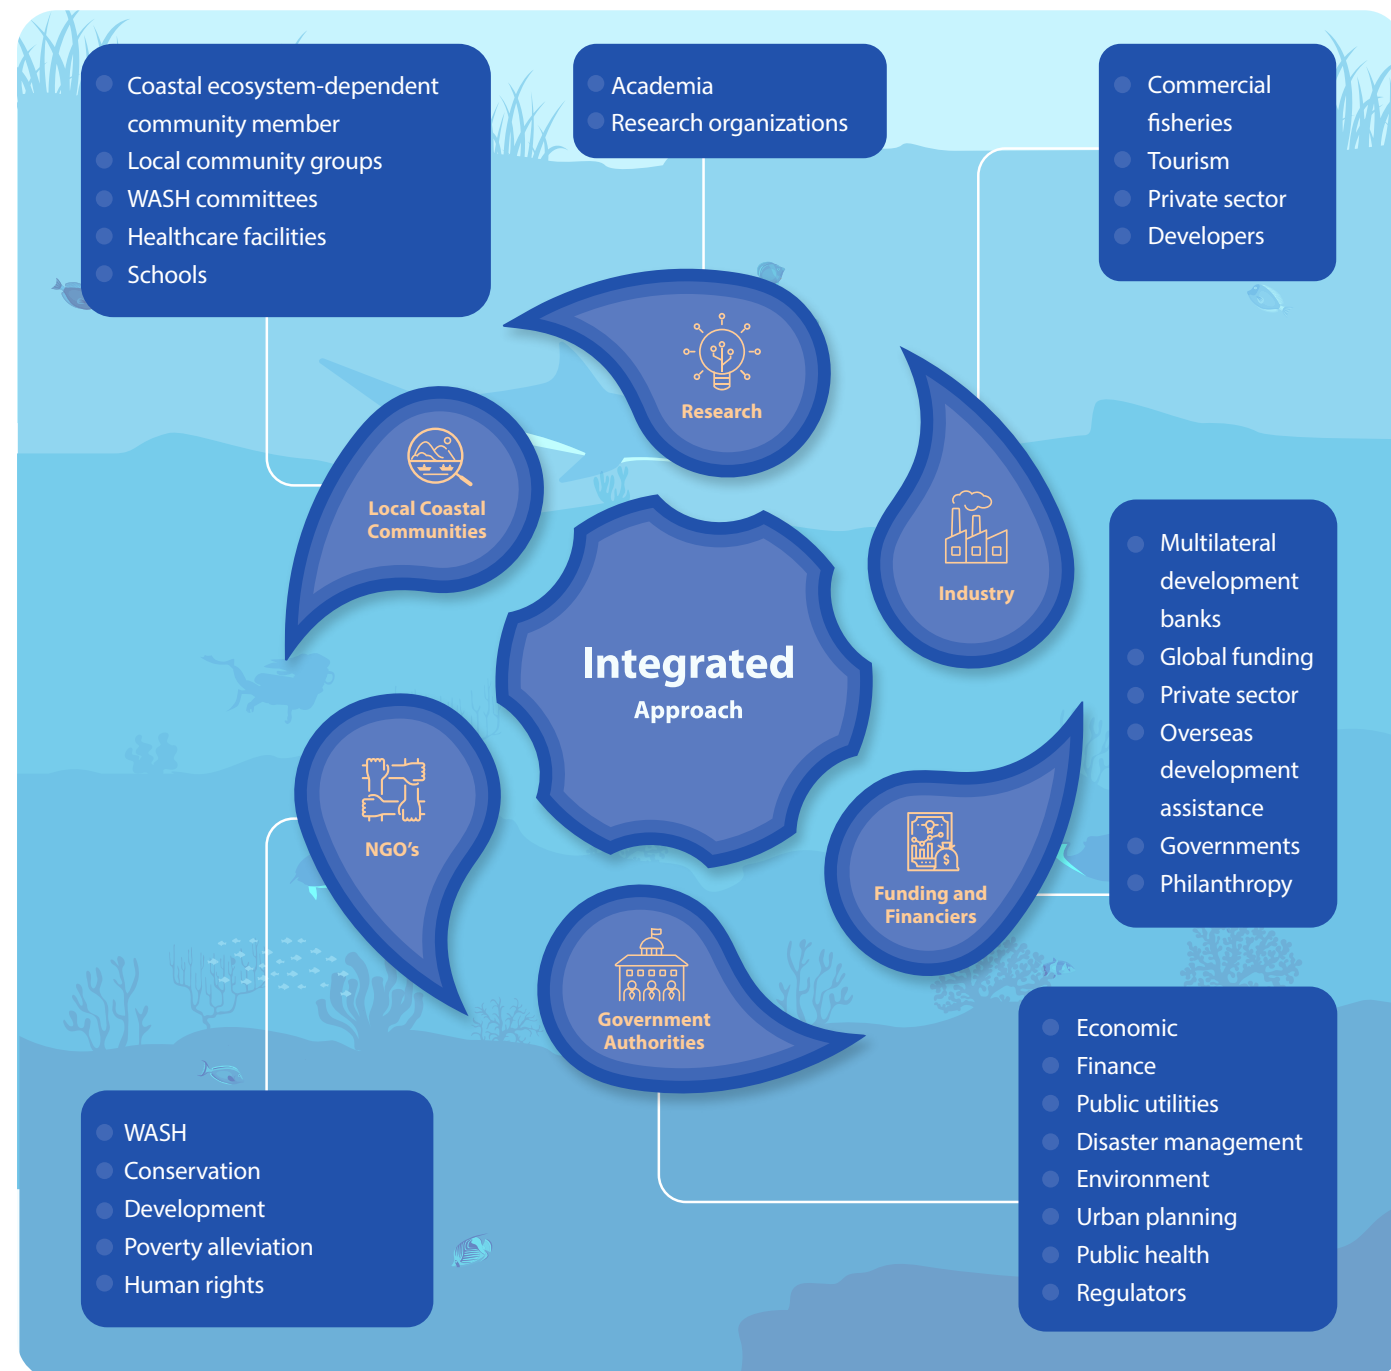 Coastal ecosystem-dependent
community member
Local community groups
WASH committees
Healthcare facilities
Schools
Academia
Research organizations
Commercial
fisheries
Tourism
Private sector
Developers
Research
Local Coastal
Communities
Industry
Integrated
Approach
Multilateral
development
banks
Global funding
Private sector
Overseas
development
assistance
Governments
Philanthropy
NGO's
Funding and
Financiers
Government
Authorities
WASH
Conservation
Development
Poverty alleviation
Human rights
Economic
Finance
Public utilities
Disaster management
Environment
Urban planning
Public health
Regulators